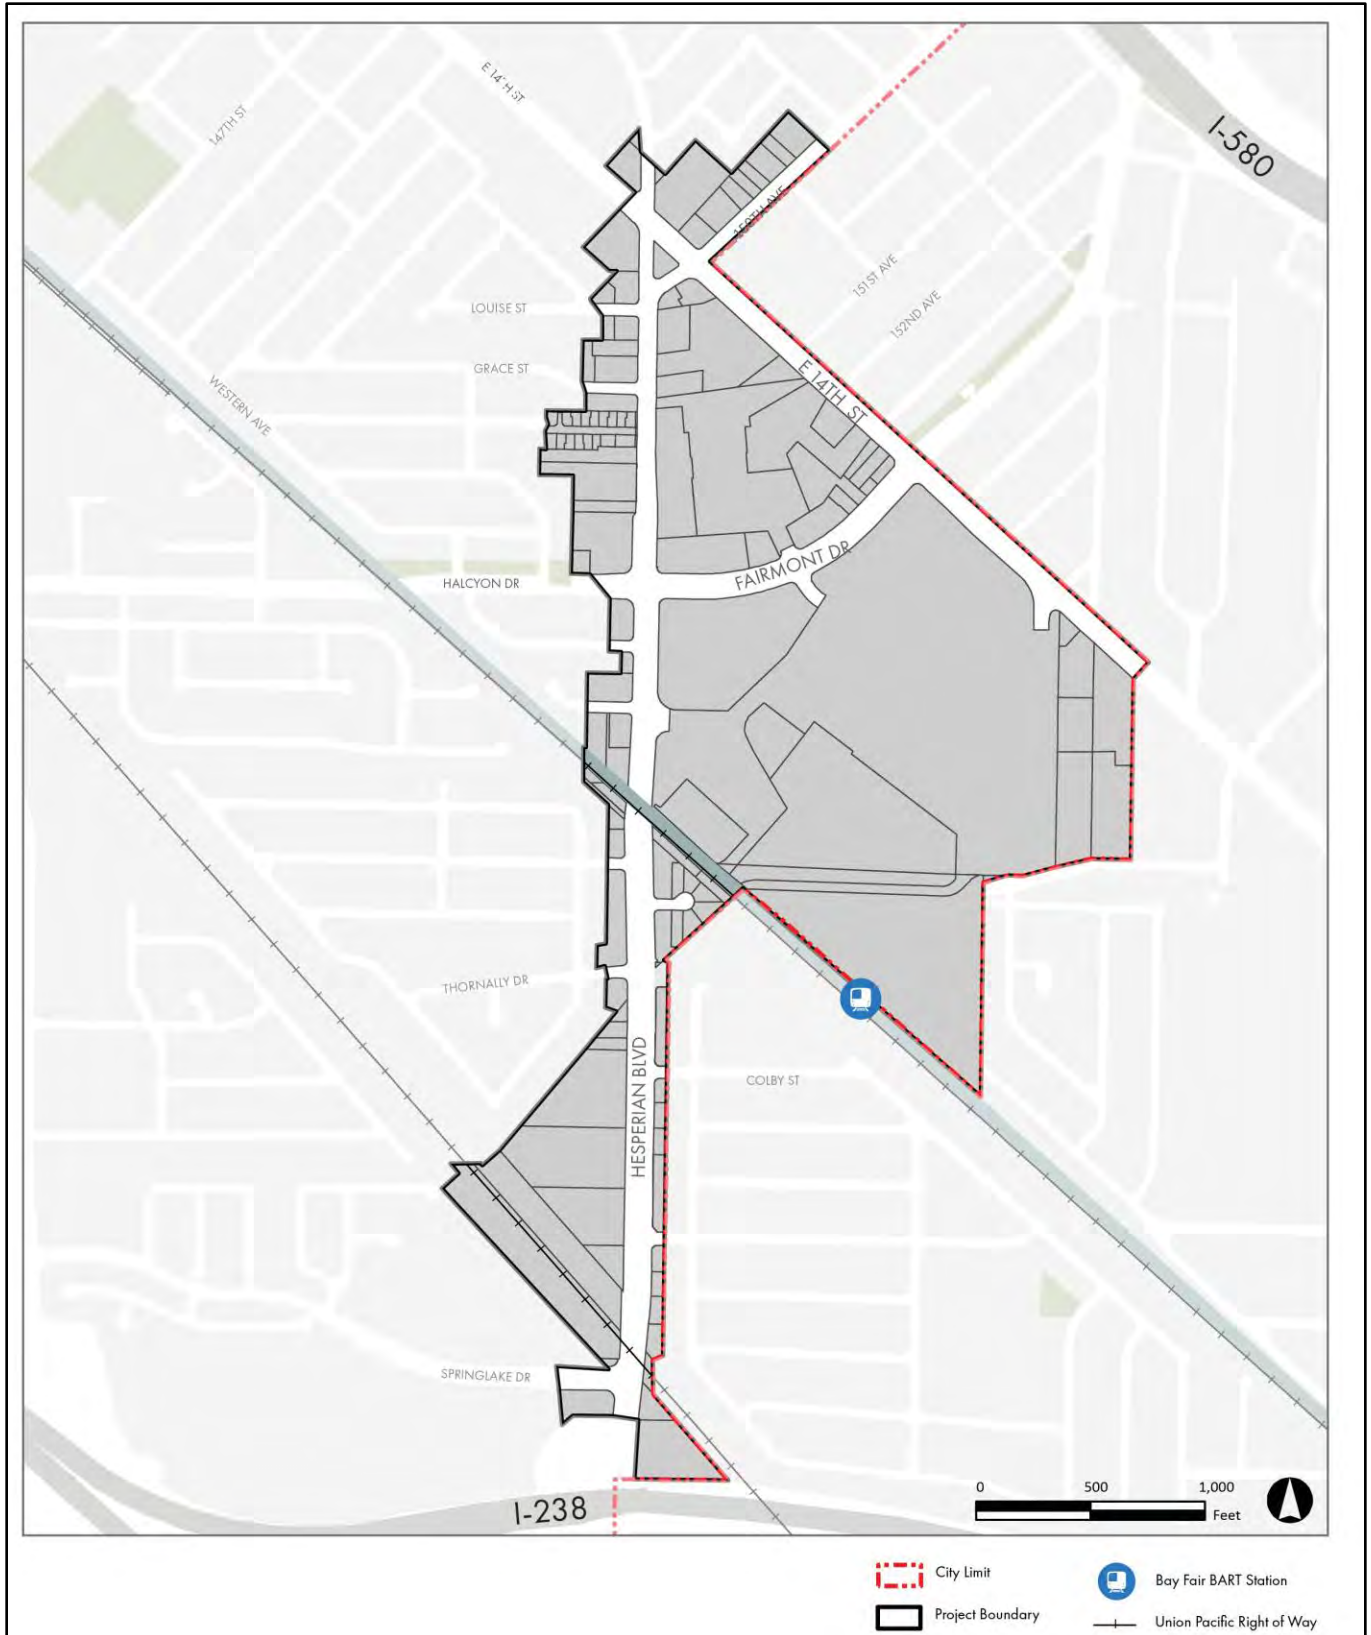 E 14'H ST
147TH ST
I-580
150TH AVE
151ST AVE
LOUISE ST
152ND AVE
GRACE ST
E 14TH ST
WESTERN AVE
FAIRMONT DR
HALCYON DR
THORNALLY DR
HESPERIAN BLVD
COLBY ST
SPRINGLAKE DR
0 500 1,000
Feet
I-238
City Limit
Bay Fair BART Station
Project Boundary
Union Pacific Right of Way